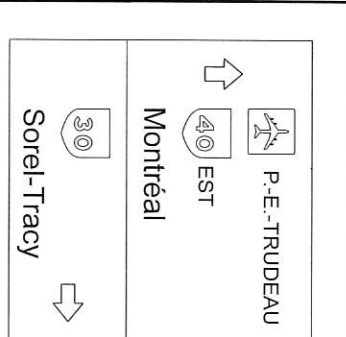 P.-E.-TRUDEAU
40 EST
Montréal
30
Sorel-Tracy